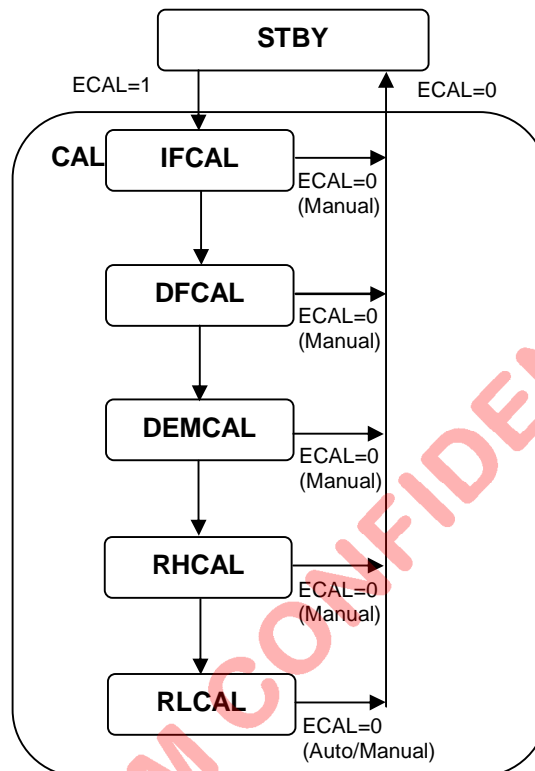 STBY
ECAL=1
ECAL=0
CAL
IFCAL
ECAL=0
(Manual)
DFCAL
ECAL=0
(Manual)
DEMCAL
ECAL=0
(Manual)
RHCAL
ECAL=0
(Manual)
RLCAL
ECAL=0
(Auto/Manual)
M CONFIDEN